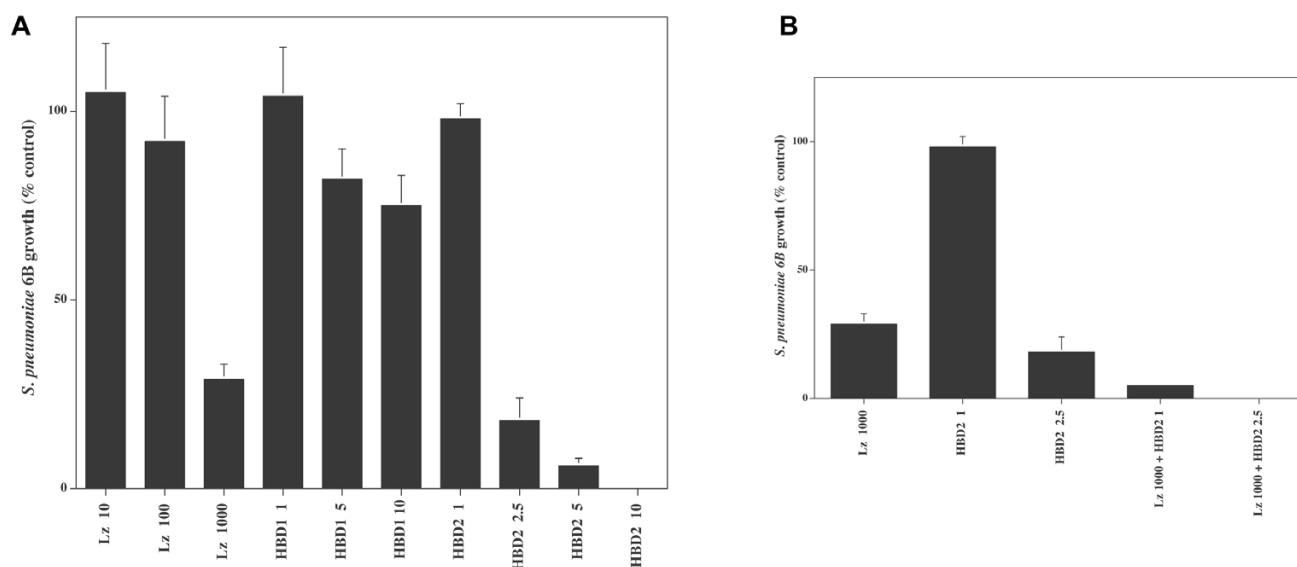 A
S. pneumoniae 6B growth (% control)
100
50
0
Lz 10
Lz 100
Lz 1000
HBD1 1
HBD1 5
HBD1 10
HBD2 1
HBD2 2.5
HBD2 5
HBD2 10
B
S. pneumoniae 6B growth (% control)
100
50
0
Lz 1000
HBD2 1
HBD2 2.5
Lz 1000 + HBD2 1
Lz 1000 + HBD2 2.5